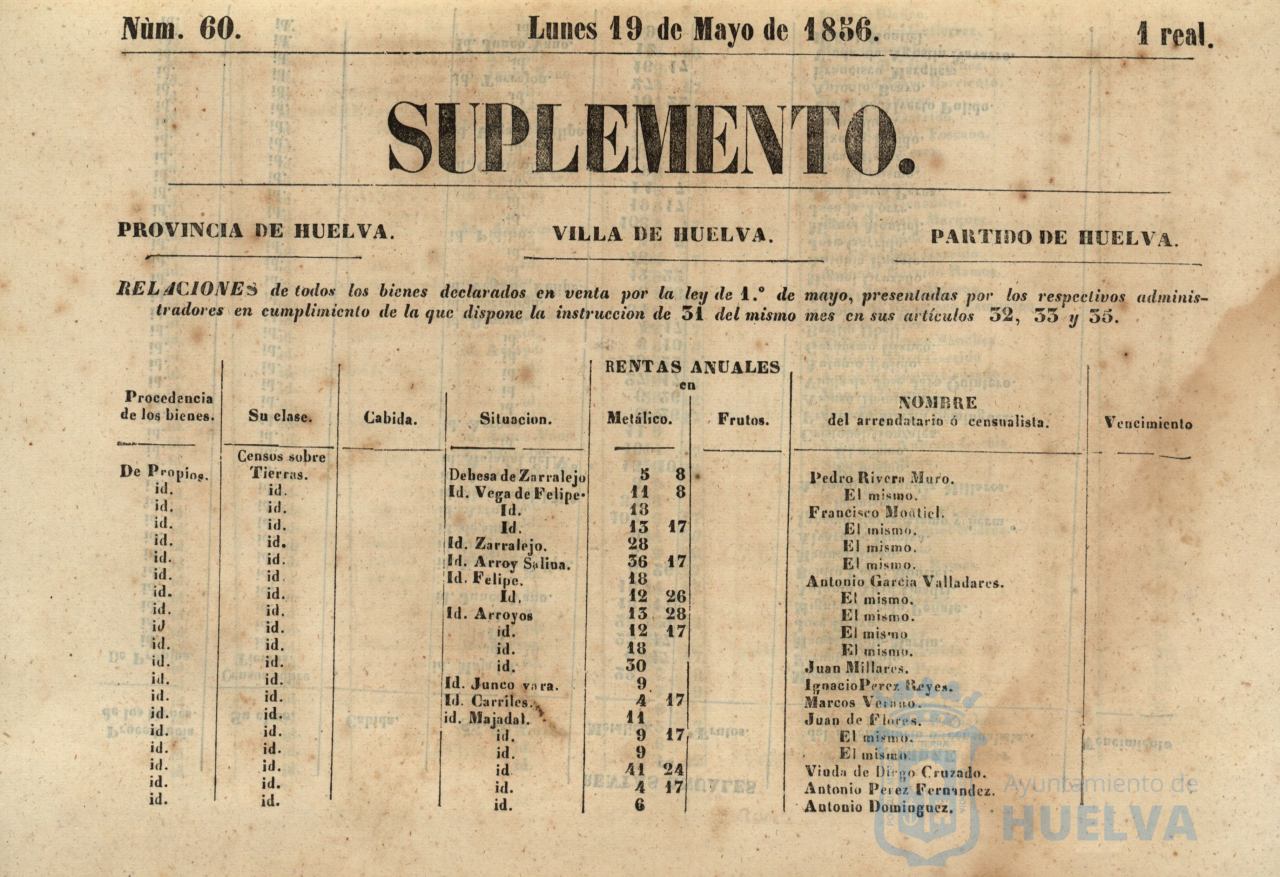 Núm. 60. Lunes 19 de Mayo de 1856. 1 real.
SUPLEMENTO.
PROVINCIA DE HUELVA. VILLA DE HUELVA. PARTIDO DE HUELVA.
RELACIONES de todos los bienes declarados en venta por la ley de 1.º de mayo, presentadas por los respectivos adminis-
tradores en cumplimiento de la que dispone la instruccion de 31 del mismo mes en sus artículos 32, 33 y 35.
RENTAS ANUALES
en
Procedencia de los bienes. Su clase. Cabida. Situacion. Metálico. Frutos. NOMBRE del arrendatario ó censualista. Vencimiento
Censos sobre
De Propios. Tierras. Dehesa de Zarralejo 5 8 Pedro Rivera Muro.
id. id. Id. Vega de Felipe. 11 8 El mismo.
id. id. Id. 18 Francisco Montiel.
id. id. Id. 13 17 El mismo.
id. id. Id. Zarralejo. 28 El mismo.
id. id. Id. Arroy Salina. 36 17 El mismo.
id. id. Id. Felipe. 18 Antonio Garcia Valladares.
id. id. Id. 12 26 El mismo.
id. id. Id. Arroyos 13 28 El mismo.
id. id. id. 12 17 El mismo
id. id. id. 18 El mismo.
id. id. id. 30 Juan Millares.
id. id. Id. Junco vara. 9 Ignacio Perez Reyes.
id. id. Id. Carriles. 4 17 Marcos Verano.
id. id. id. Majadal. 11 Juan de Flores.
id. id. id. 9 17 El mismo.
id. id. id. 9 El mismo.
id. id. id 41 24 Viuda de Diego Cruzado.
id. id. id. 4 17 Antonio Perez Fernandez.
id. id. id. 6 Antonio Dominguez.
Ayuntamiento de
HUELVA